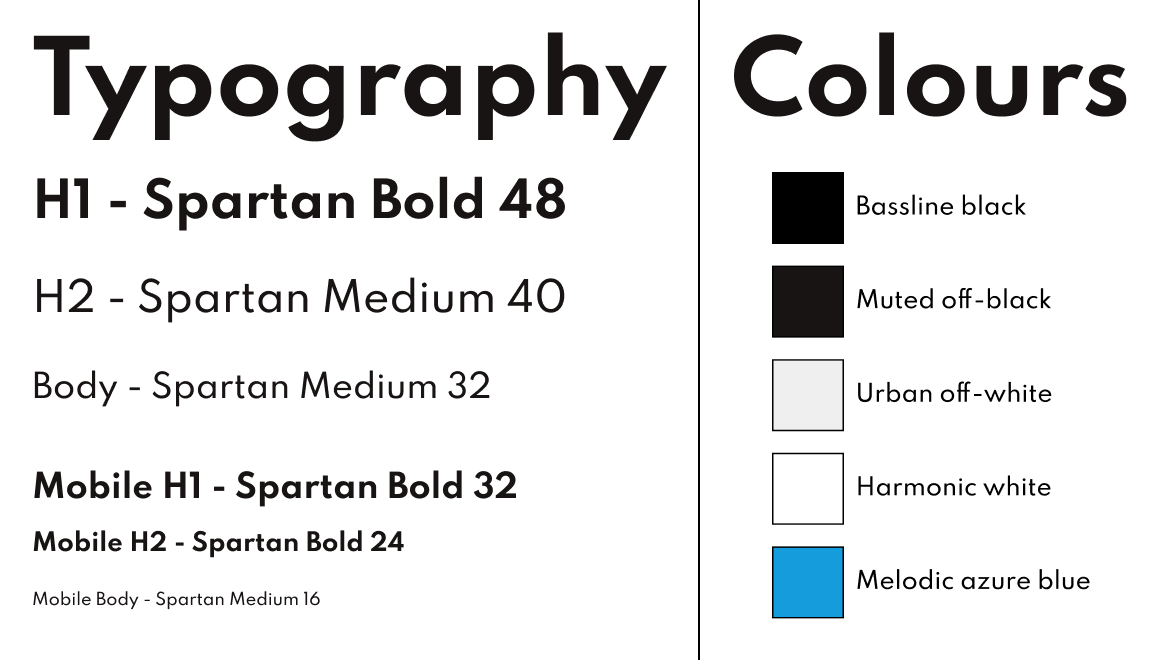 Typography
H1 - Spartan Bold 48
H2 - Spartan Medium 40
Body - Spartan Medium 32
Mobile H1 - Spartan Bold 32
Mobile H2 - Spartan Bold 24
Mobile Body - Spartan Medium 16
Colours
Bassline black
Muted off-black
Urban off-white
Harmonic white
Melodic azure blue